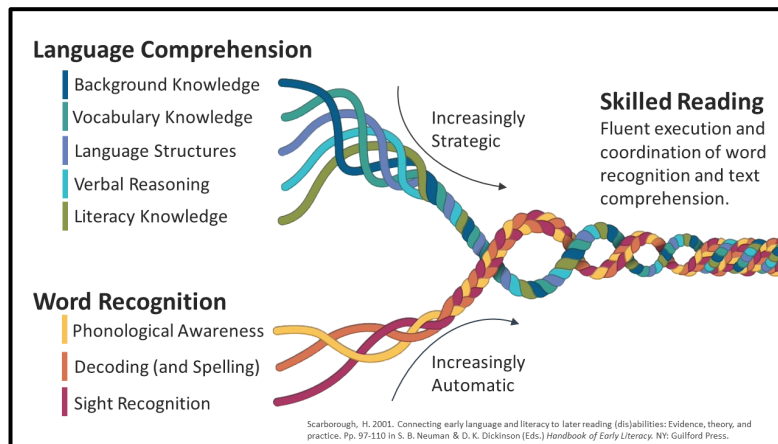 Language Comprehension
Background Knowledge
Vocabulary Knowledge
Language Structures
Verbal Reasoning
Literacy Knowledge
Increasingly
Strategic
Skilled Reading
Fluent execution and
coordination of word
recognition and text
comprehension.
Word Recognition
Phonological Awareness
Decoding (and Spelling)
Sight Recognition
Increasingly
Automatic
Scarborough, H. 2001. Connecting early language and literacy to later reading (dis)abilities: Evidence, theory, and
practice. Pp. 97-110 in S. B. Neuman & D. K. Dickinson (Eds.) Handbook of Early Literacy. NY: Guilford Press.